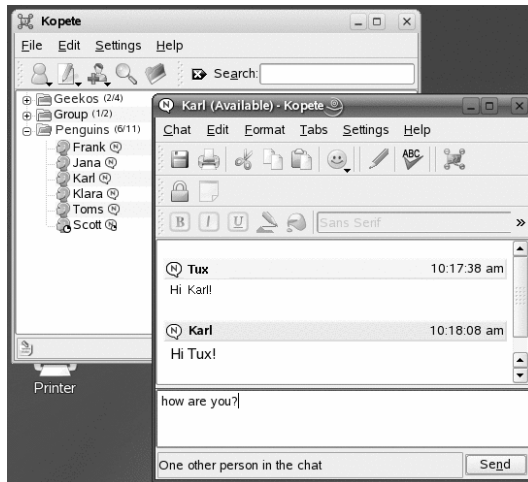 Kopete
File Edit Settings Help
Search:
Geekos (2/4)
Group (1/2)
Penguins (6/11)
Frank N
Jana N
Karl N
Klara N
Toms N
Scott N
Printer
N Karl (Available) - Kopete
Chat Edit Format Tabs Settings Help
ABC
B I U Sans Serif »
N Tux 10:17:38 am
Hi Karl!
N Karl 10:18:08 am
Hi Tux!
how are you?
One other person in the chat Send